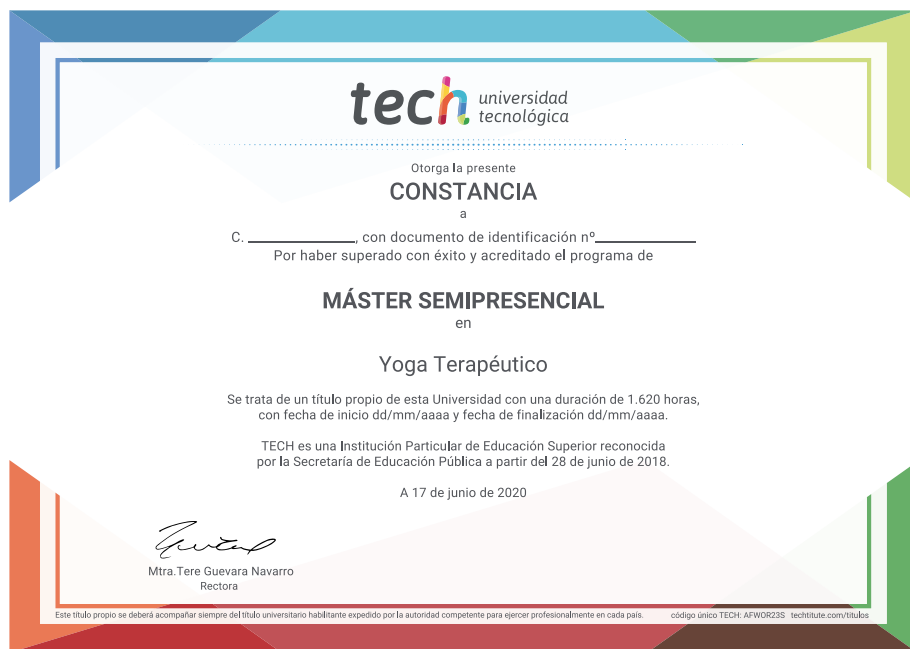 tech universidad
tecnológica
Otorga la presente
CONSTANCIA
a
C. ____________, con documento de identificación nº____________
Por haber superado con éxito y acreditado el programa de
MÁSTER SEMIPRESENCIAL
en
Yoga Terapéutico
Se trata de un título propio de esta Universidad con una duración de 1.620 horas,
con fecha de inicio dd/mm/aaaa y fecha de finalización dd/mm/aaaa.
TECH es una Institución Particular de Educación Superior reconocida
por la Secretaría de Educación Pública a partir del 28 de junio de 2018.
A 17 de junio de 2020
Mtra.Tere Guevara Navarro
Rectora
Este título propio se deberá acompañar siempre del título universitario habilitante expedido por la autoridad competente para ejercer profesionalmente en cada país. código único TECH: AFWOR23S techtitute.com/titulos